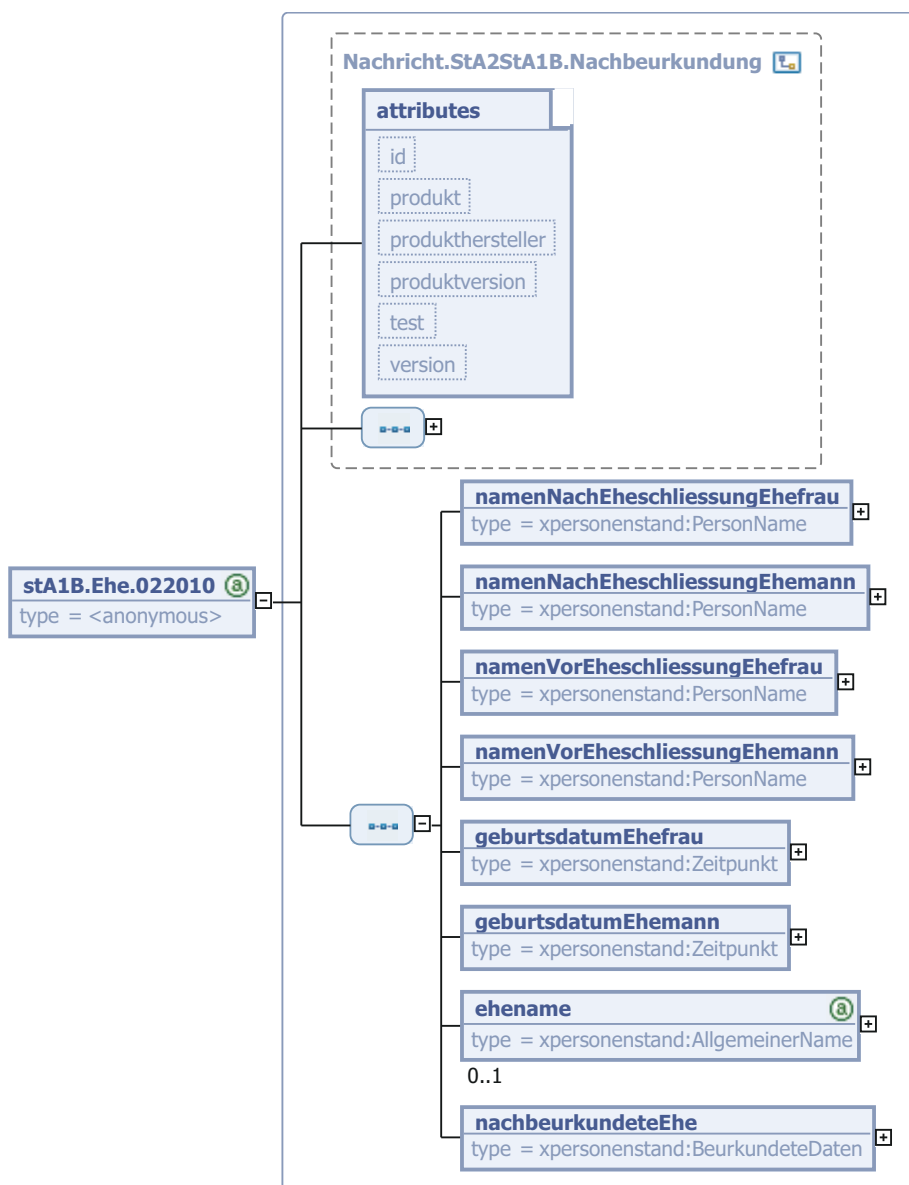 Nachricht.StA2StA1B.Nachbeurkundung
attributes
id
produkt
produkthersteller
produktversion
test
version
namenNachEheschliessungEhefrau
type = xpersonenstand:PersonName
stA1B.Ehe.022010 a
type = <anonymous>
namenNachEheschliessungEhemann
type = xpersonenstand:PersonName
namenVorEheschliessungEhefrau
type = xpersonenstand:PersonName
namenVorEheschliessungEhemann
type = xpersonenstand:PersonName
geburtsdatumEhefrau
type = xpersonenstand:Zeitpunkt
geburtsdatumEhemann
type = xpersonenstand:Zeitpunkt
ehename a
type = xpersonenstand:AllgemeinerName
0..1
nachbeurkundeteEhe
type = xpersonenstand:BeurkundeteDaten